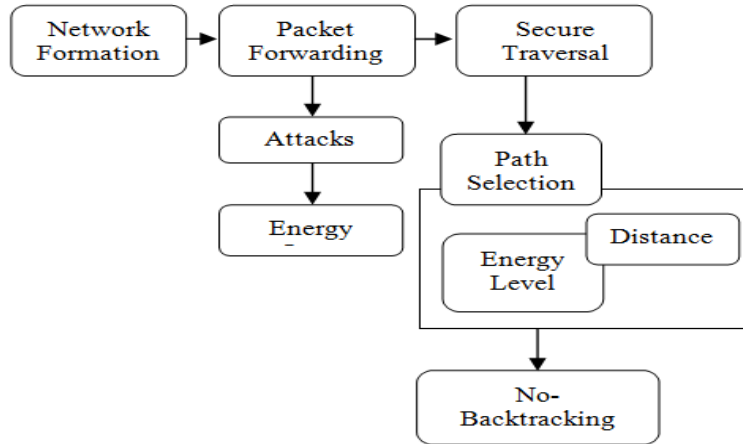 Network
Formation
Packet
Forwarding
Secure
Traversal
Attacks
Path
Selection
Energy
Distance
Energy
Level
No-
Backtracking